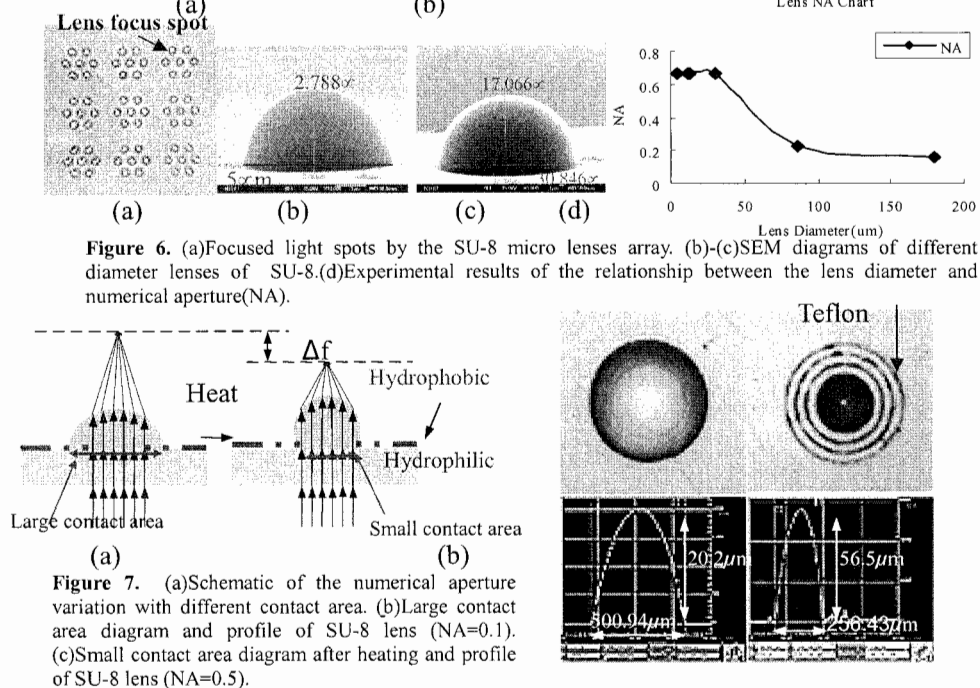 (a)
(b)
Lens NA Chart
Lens focus spot
2.788
5 m
17.066
30.846
NA
0.8
0.6
0.4
0.2
0
NA
0
50
100
150
200
Lens Diameter(um)
(a)
(b)
(c)
(d)
Figure 6. (a)Focused light spots by the SU-8 micro lenses array. (b)-(c)SEM diagrams of different
diameter lenses of SU-8.(d)Experimental results of the relationship between the lens diameter and
numerical aperture(NA).
Δf
Heat
Hydrophobic
Hydrophilic
Large contact area
Small contact area
(a)
(b)
Teflon
20.2μm
500.94μm
56.5μm
256.43μm
Figure 7. (a)Schematic of the numerical aperture
variation with different contact area. (b)Large contact
area diagram and profile of SU-8 lens (NA=0.1).
(c)Small contact area diagram after heating and profile
of SU-8 lens (NA=0.5).